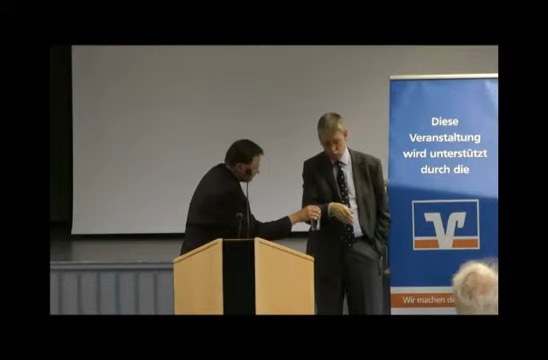 Diese
Veranstaltung
wird unterstützt
durch die
Wir machen de